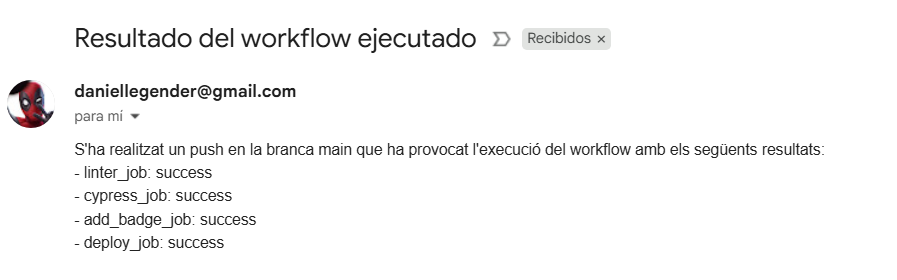 Resultado del workflow ejecutado Recibidos ×
daniellegender@gmail.com
para mí
S'ha realitzat un push en la branca main que ha provocat l'execució del workflow amb els següents resultats:
- linter_job: success
- cypress_job: success
- add_badge_job: success
- deploy_job: success